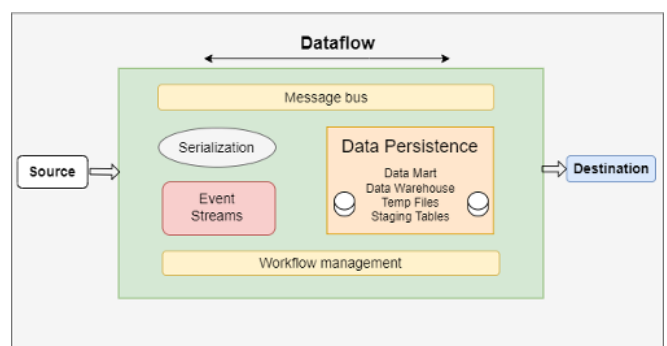 Dataflow
Message bus
Source
Serialization
Event
Streams
Data Persistence
Data Mart
Data Warehouse
Temp Files
Staging Tables
Destination
Workflow management